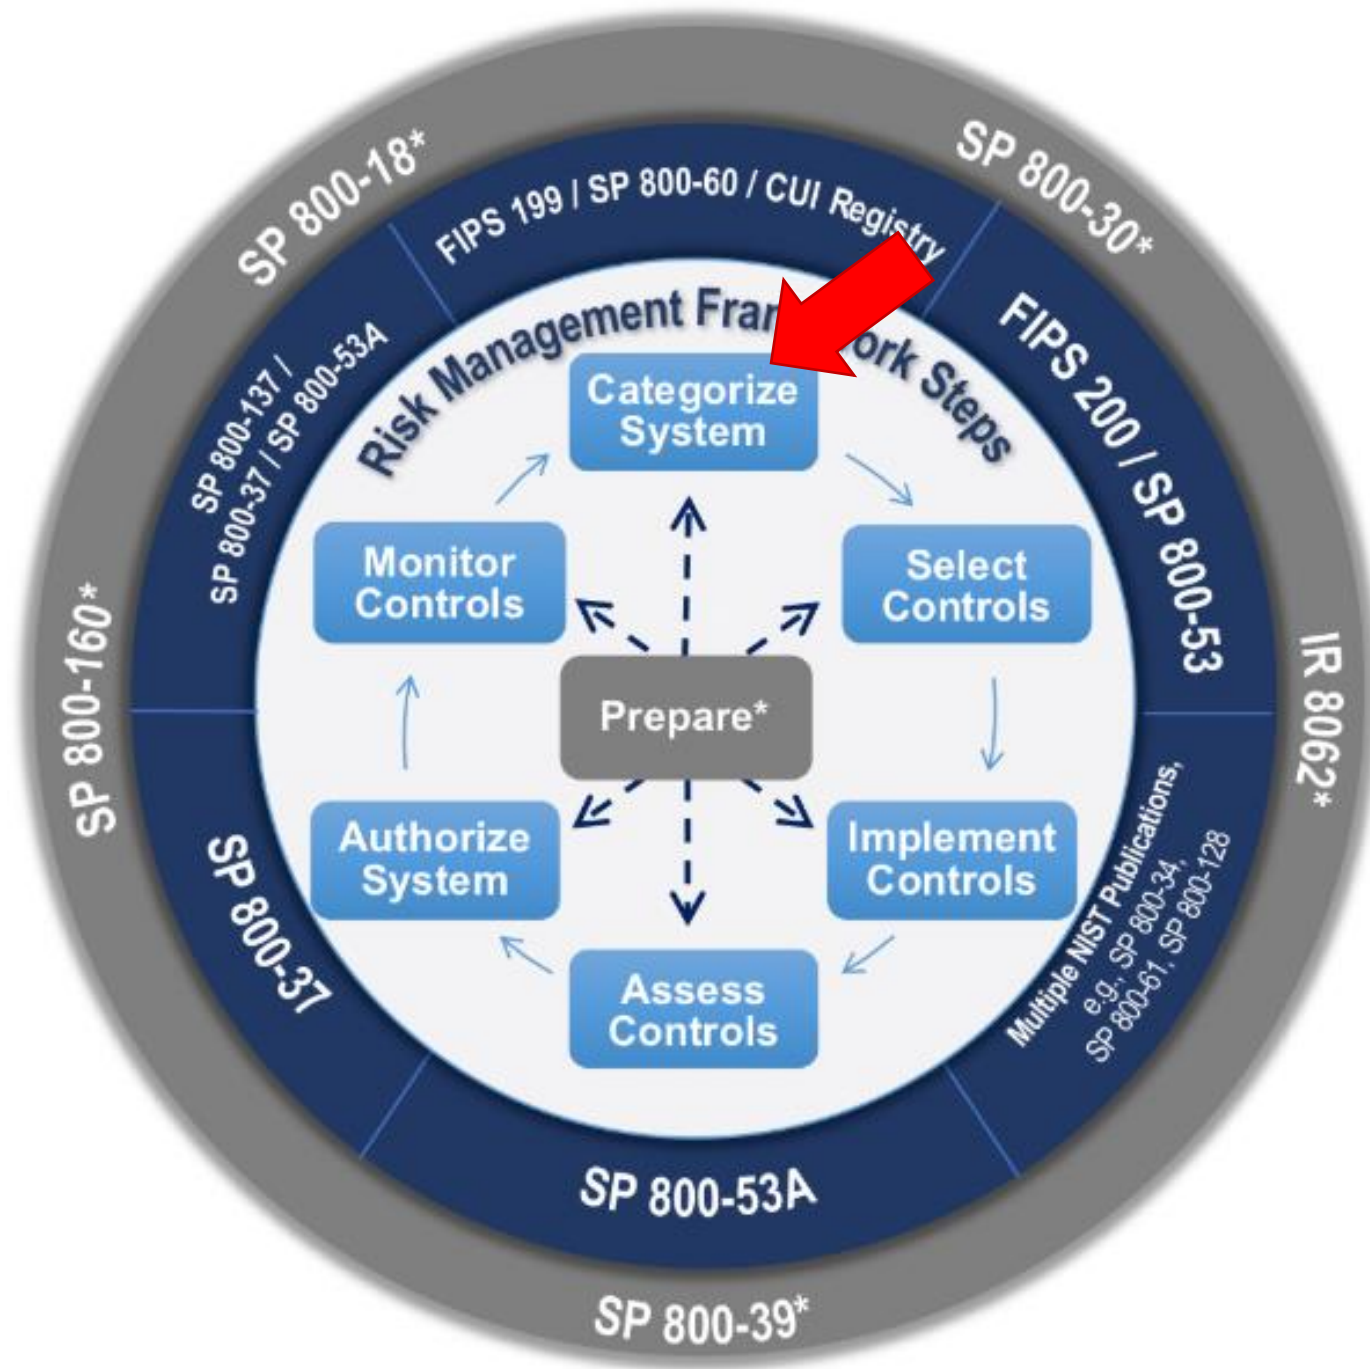 SP 800-18*
SP 800-30*
IR 8062*
SP 800-39*
SP 800-160*
FIPS 199 / SP 800-60 / CUI Registry
FIPS 200 / SP 800-53
Multiple NIST Publications,
e.g., SP 800-34,
SP 800-61, SP 800-128
SP 800-53A
SP 800-37
SP 800-137 /
SP 800-37 / SP 800-53A
Risk Management Steps
Categorize
System
Select
Controls
Implement
Controls
Assess
Controls
Authorize
System
Monitor
Controls
Prepare*